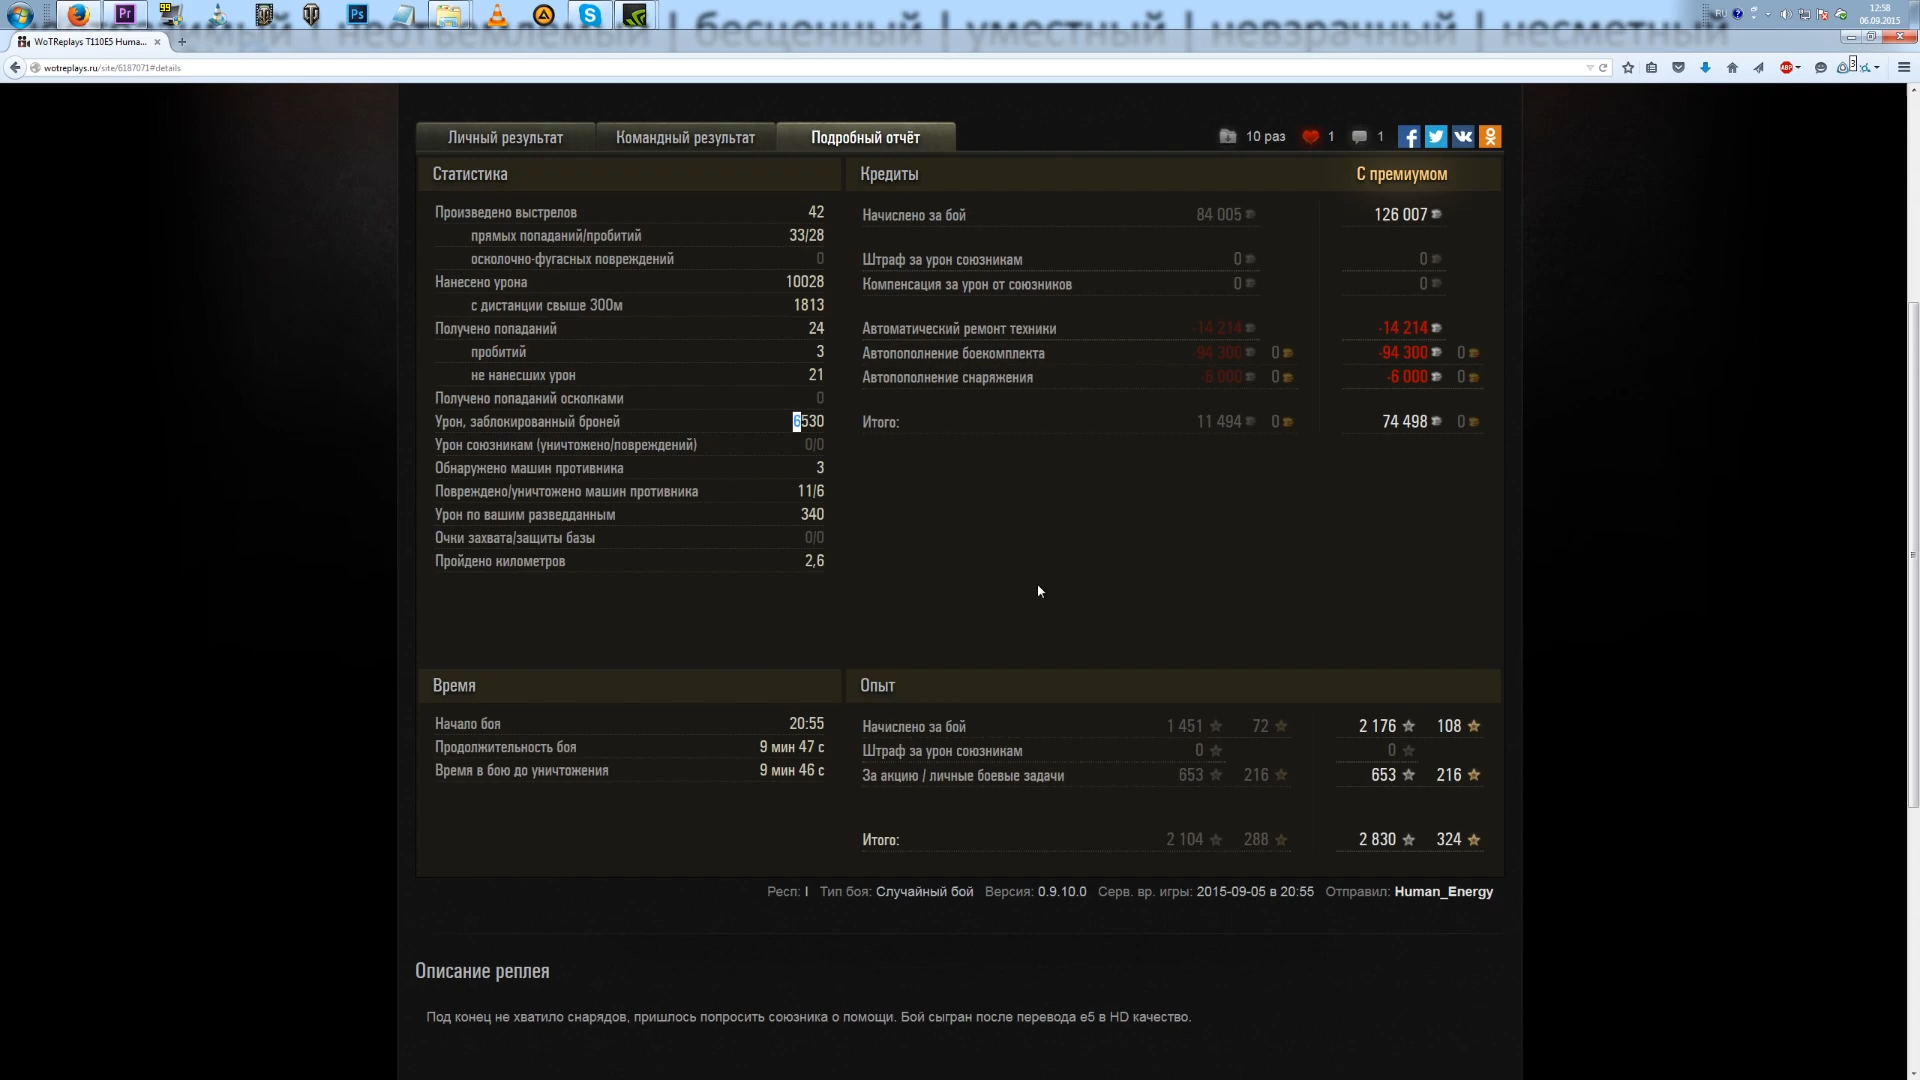 | бесценный | уместный | невзрачный | несметный
RU 12:58
06.09.2015
WoTReplays T110E5 Huma...
wotreplays.ru/site/6187071#details
Личный результат Командный результат Подробный отчёт 10 раз 1 1
Статистика Кредиты С премиумом
Произведено выстрелов 42 Начислено за бой 84 005 126 007
прямых попаданий/пробитий 33/28
осколочно-фугасных повреждений 0 Штраф за урон союзникам 0 0
Нанесено урона 10028 Компенсация за урон от союзников 0 0
с дистанции свыше 300м 1813
Получено попаданий 24 Автоматический ремонт техники -14 214 -14 214
пробитий 3 Автопополнение боекомплекта -94 300 0 -94 300 0
не нанесших урон 21 Автопополнение снаряжения -6 000 0 -6 000 0
Получено попаданий осколками 0
Урон, заблокированный броней 6530 Итого: 11 494 0 74 498 0
Урон союзникам (уничтожено/повреждений) 0/0
Обнаружено машин противника 3
Повреждено/уничтожено машин противника 11/6
Урон по вашим разведданным 340
Очки захвата/защиты базы 0/0
Пройдено километров 2,6
Время Опыт
Начало боя 20:55 Начислено за бой 1 451 72 2 176 108
Продолжительность боя 9 мин 47 с Штраф за урон союзникам 0 0
Время в бою до уничтожения 9 мин 46 с За акцию / личные боевые задачи 653 216 653 216
Итого: 2 104 288 2 830 324
Респ: I Тип боя: Случайный бой Версия: 0.9.10.0 Серв. вр. игры: 2015-09-05 в 20:55 Отправил: Human_Energy
Описание реплея
Под конец не хватило снарядов, пришлось попросить союзника о помощи. Бой сыгран после перевода е5 в HD качество.